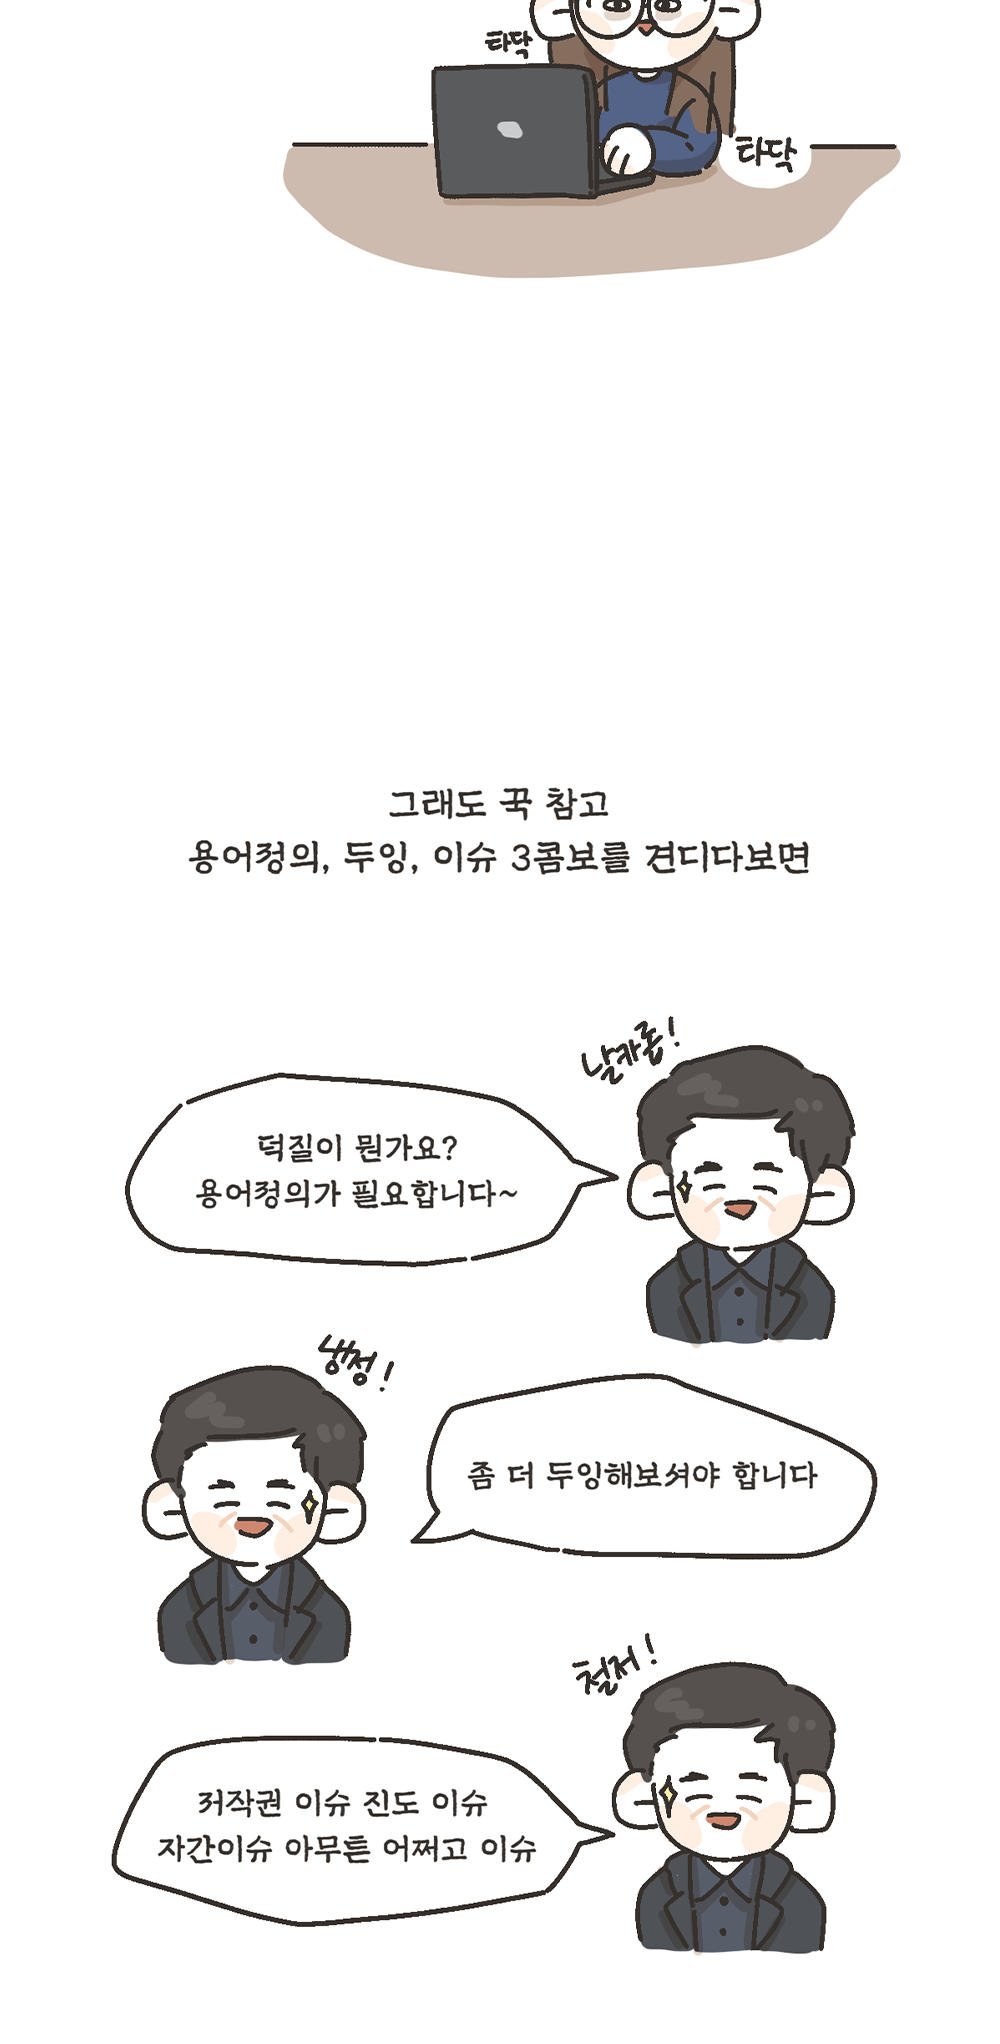 타닥
타닥
그래도 꾹 참고
용어정의, 두잉, 이슈 3콤보를 견디다보면
날카롭!
덕질이 뭔가요?
용어정의가 필요합니다~
냉정!
좀 더 두잉해보셔야 합니다
철저!
저작권 이슈 진도 이슈
자간이슈 아무튼 어쩌고 이슈